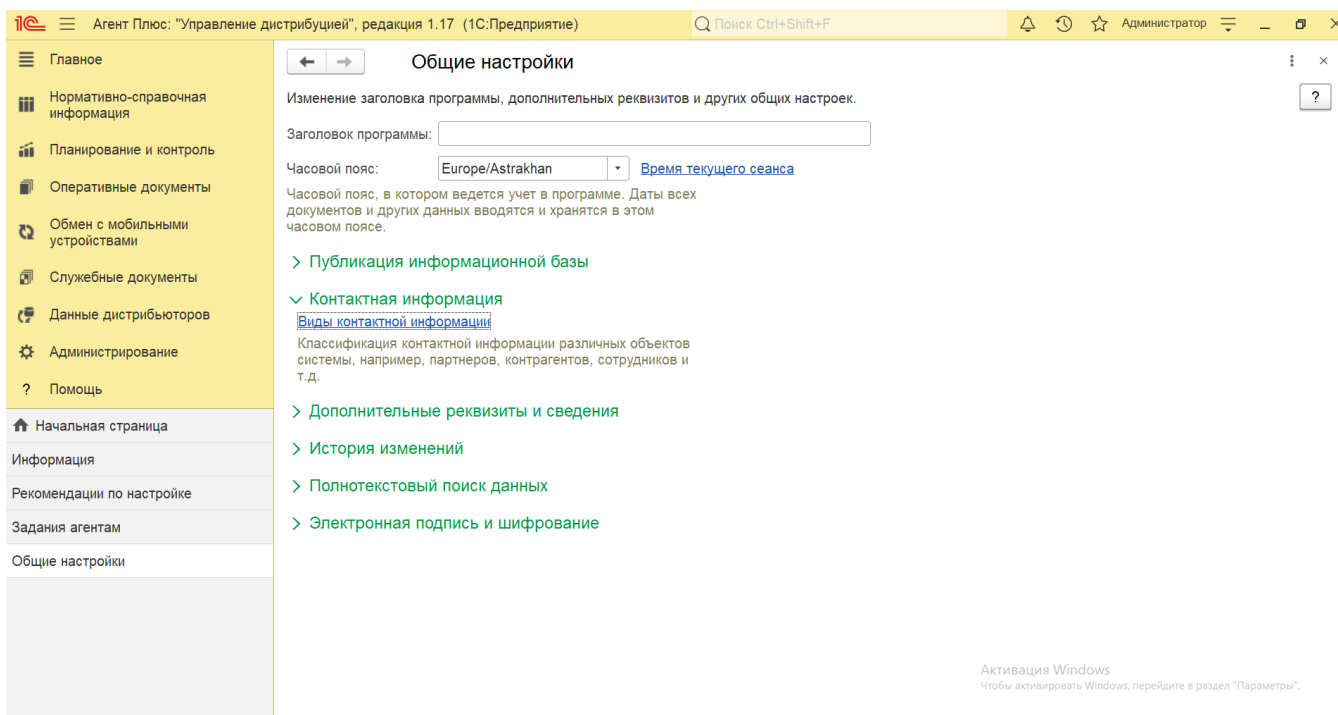 1С Агент Плюс: "Управление дистрибуцией", редакция 1.17 (1С:Предприятие) Поиск Ctrl+Shift+F Администратор
Главное
Нормативно-справочная
информация
Планирование и контроль
Оперативные документы
Обмен с мобильными
устройствами
Служебные документы
Данные дистрибьюторов
Администрирование
? Помощь
Начальная страница
Информация
Рекомендации по настройке
Задания агентам
Общие настройки
Общие настройки
Изменение заголовка программы, дополнительных реквизитов и других общих настроек. ?
Заголовок программы:
Часовой пояс: Europe/Astrakhan Время текущего сеанса
Часовой пояс, в котором ведется учет в программе. Даты всех
документов и других данных вводятся и хранятся в этом
часовом поясе.
Публикация информационной базы
Контактная информация
Виды контактной информации
Классификация контактной информации различных объектов
системы, например, партнеров, контрагентов, сотрудников и
т.д.
Дополнительные реквизиты и сведения
История изменений
Полнотекстовый поиск данных
Электронная подпись и шифрование
Активация Windows
Чтобы активировать Windows, перейдите в раздел "Параметры".